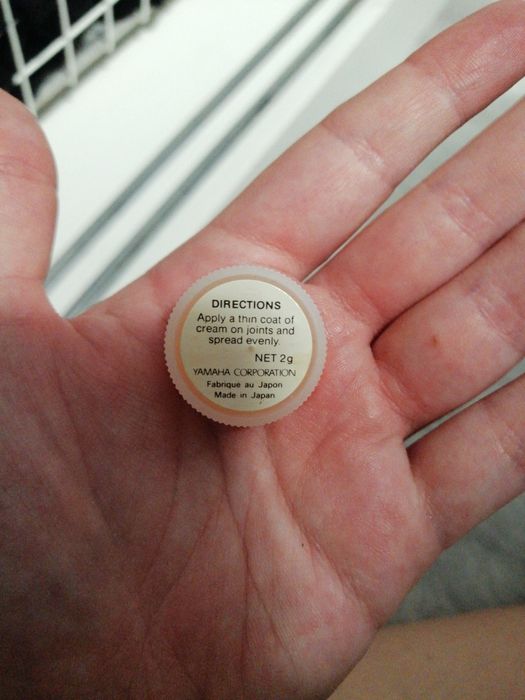 DIRECTIONS
Apply a thin coat of
cream on joints and
spread evenly.
NET 2g
YAMAHA CORPORATION
Fabriqué au Japon
Made in Japan